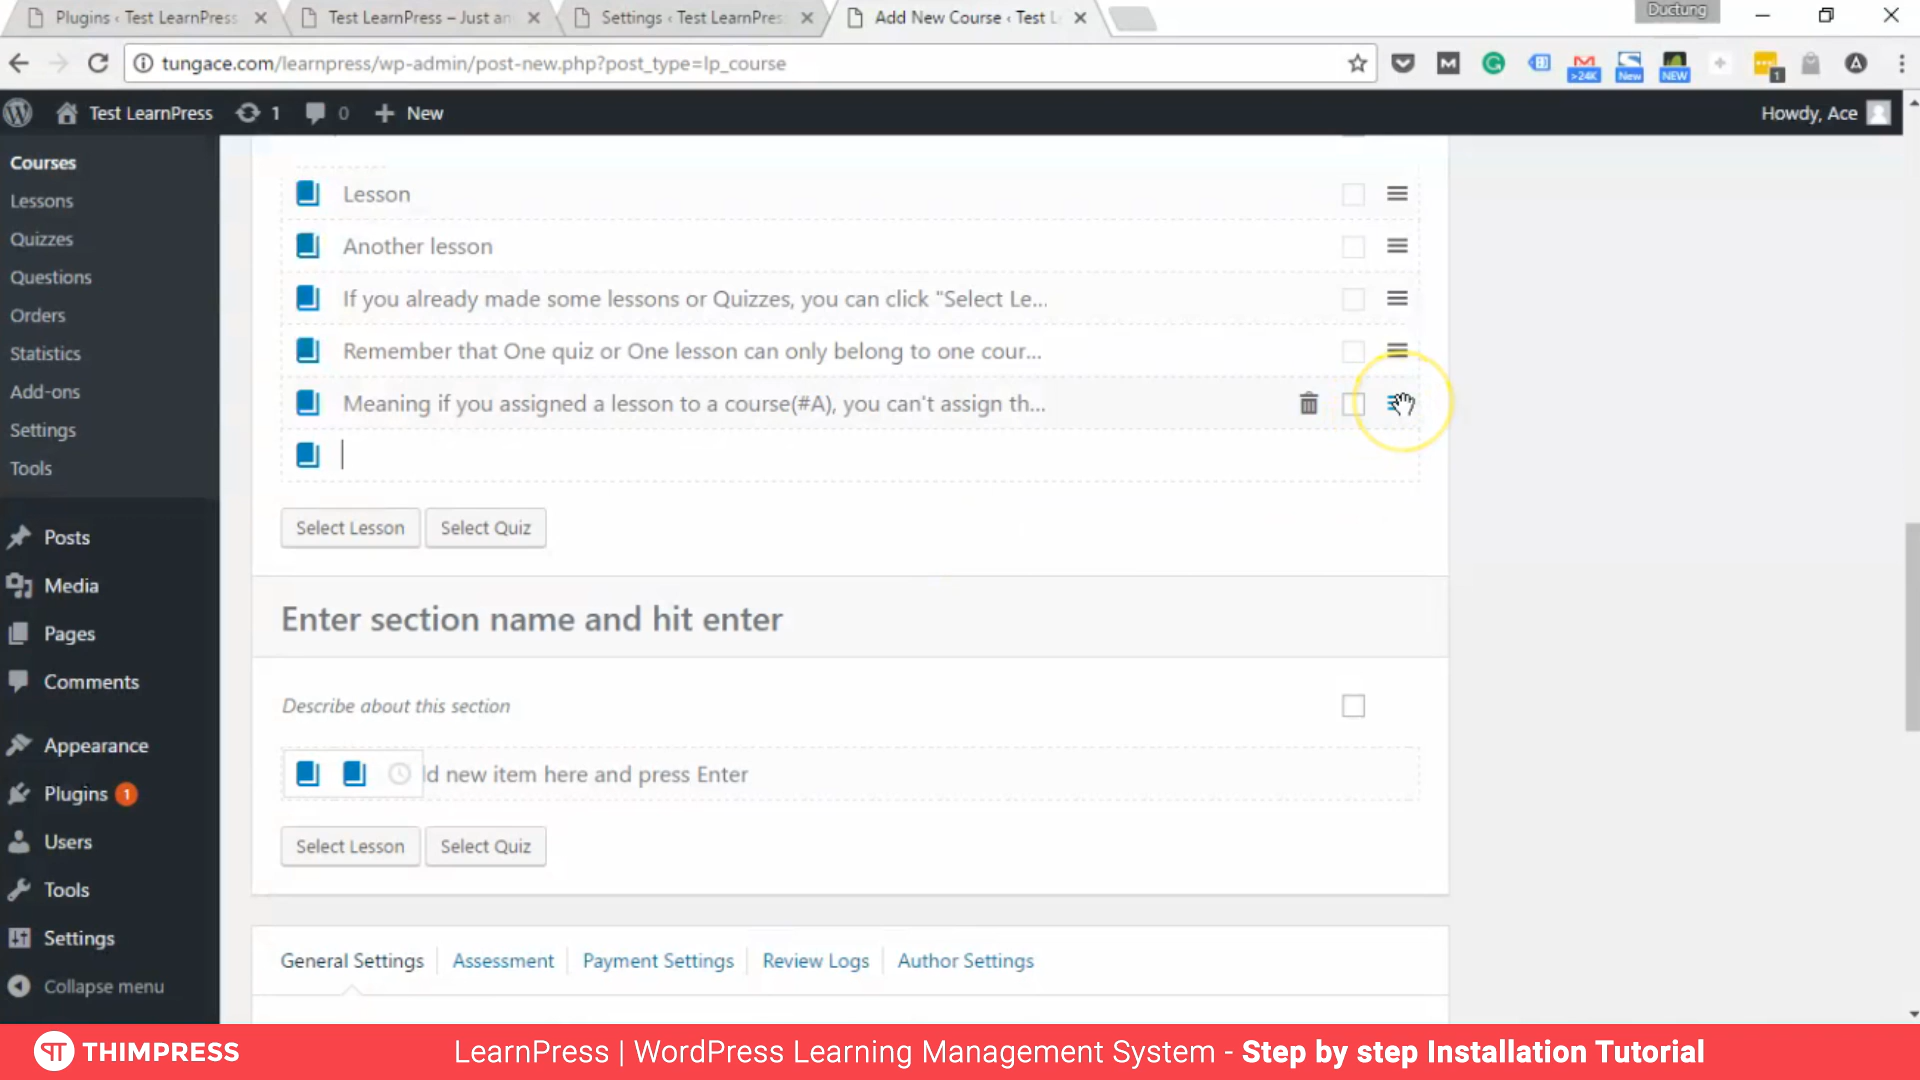 Plugins ‹ Test LearnPress
Test LearnPress – Just an
Settings ‹ Test LearnPres
Add New Course ‹ Test L
Ductung
tungace.com/learnpress/wp-admin/post-new.php?post_type=lp_course
>24K
New
NEW
1
Test LearnPress
1
0
New
Howdy, Ace
Courses
Lessons
Quizzes
Questions
Orders
Statistics
Add-ons
Settings
Tools
Posts
Media
Pages
Comments
Appearance
Plugins 1
Users
Tools
Settings
Collapse menu
Lesson
Another lesson
If you already made some lessons or Quizzes, you can click "Select Le...
Remember that One quiz or One lesson can only belong to one cour...
Meaning if you assigned a lesson to a course(#A), you can't assign th...
Select Lesson
Select Quiz
Enter section name and hit enter
Describe about this section
ld new item here and press Enter
Select Lesson
Select Quiz
General Settings
Assessment
Payment Settings
Review Logs
Author Settings
THIMPRESS
LearnPress | WordPress Learning Management System - Step by step Installation Tutorial